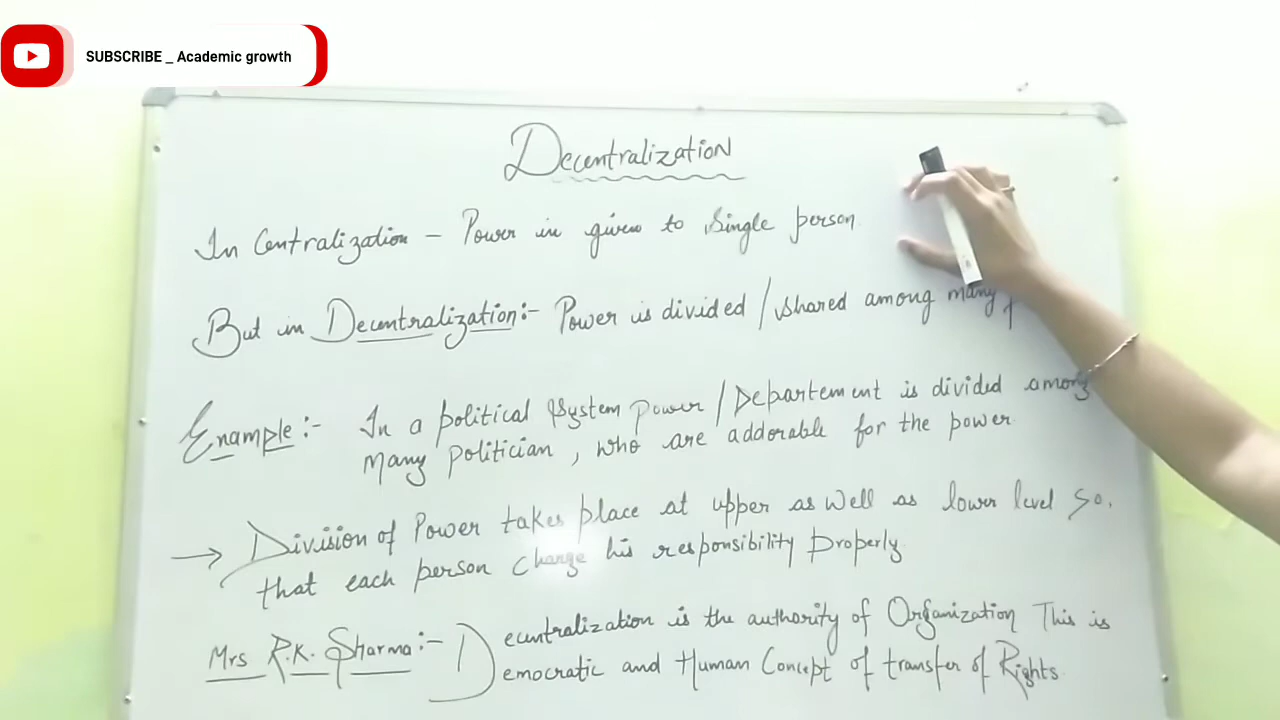 SUBSCRIBE _ Academic growth
Decentralization
In Centralization - Power in given to Single person
But in Decentralization:- Power is divided / shared among many
Enample:- In a political System power / Departement is divided among
many politician, who are addorable for the power
→ Division of Power takes place at upper as well as lower level so.
that each person change his responsibility properly
Mrs R.K. Sharma:- Decentralization is the authority of Organization This is
Democratic and Human Concept of transfer of Rights.